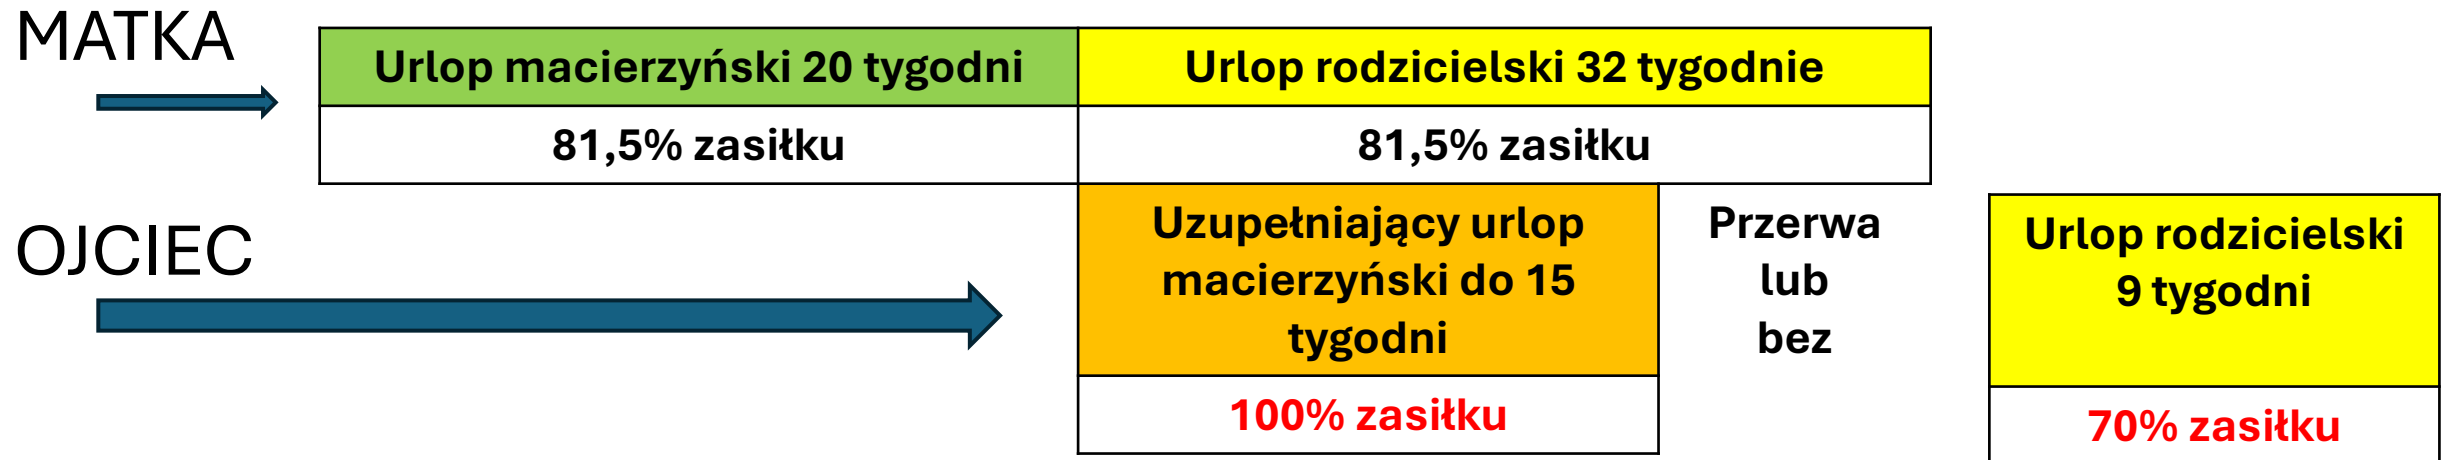 MATKA
Urlop macierzyński 20 tygodni
Urlop rodzicielski 32 tygodnie
81,5% zasiłku
81,5% zasiłku
OJCIEC
Uzupełniający urlop
macierzyński do 15
tygodni
100% zasiłku
Przerwa
lub
bez
Urlop rodzicielski
9 tygodni
70% zasiłku